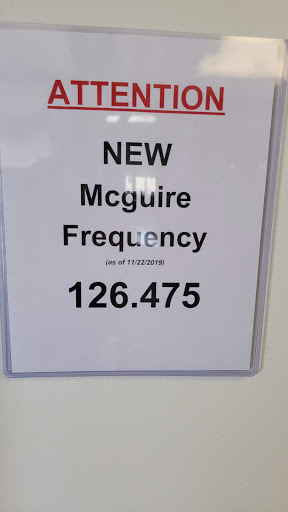 ATTENTION
NEW
Mcguire
Frequency
(as of 11/22/2019)
126.475